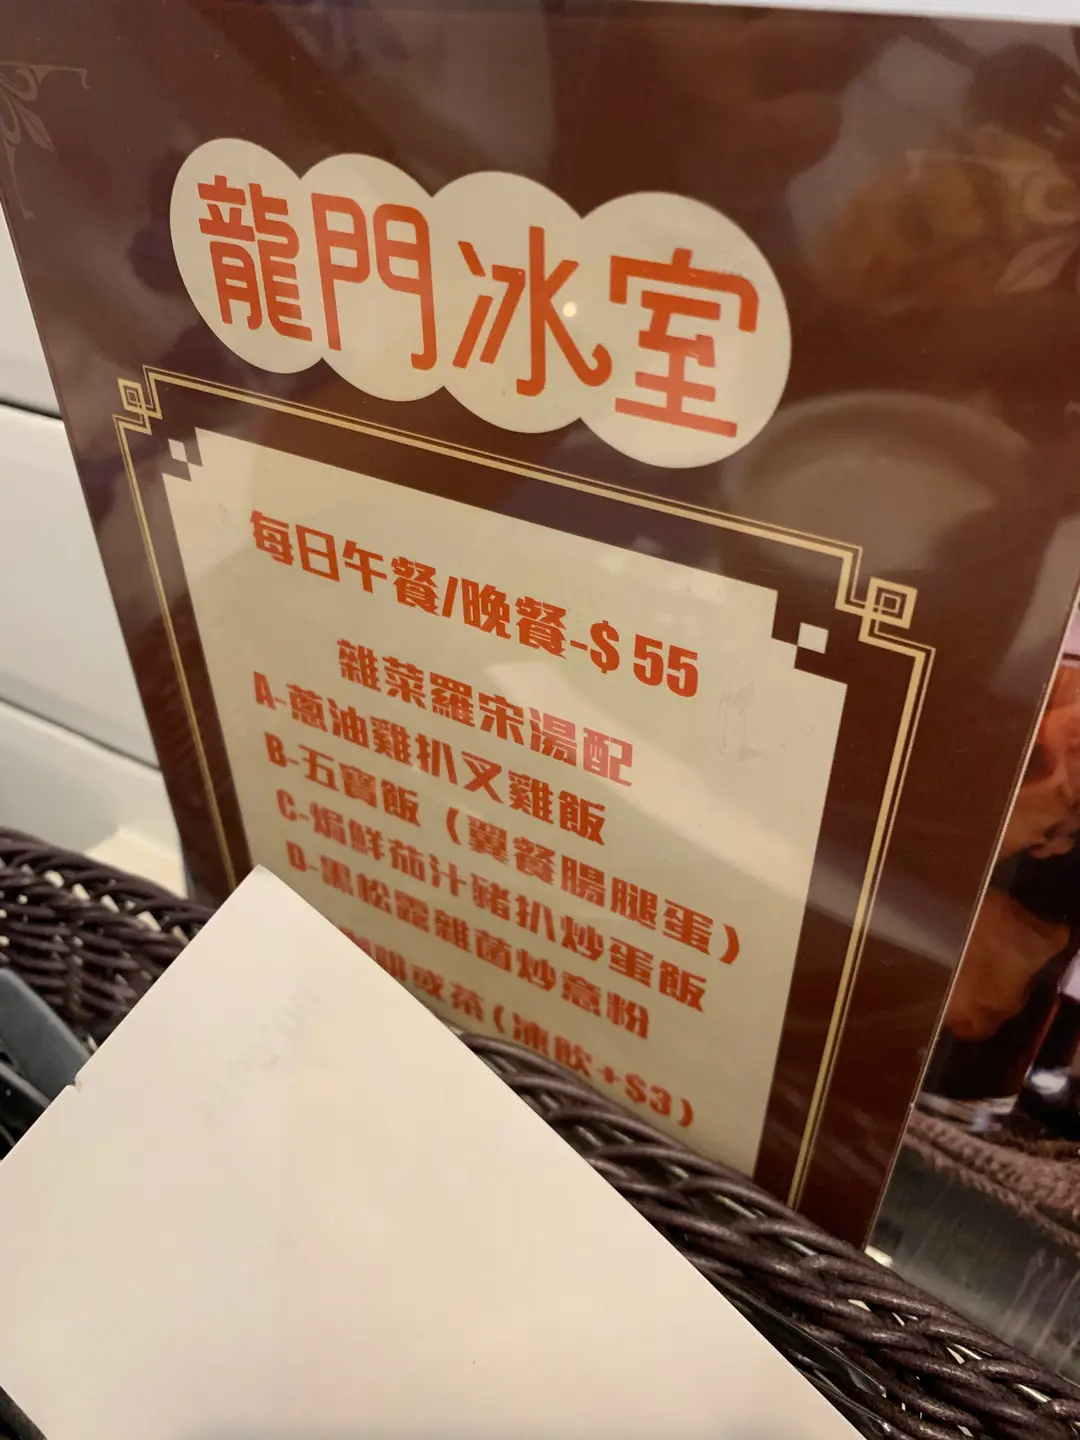 龍門冰室
每日午餐/晚餐-$55
雜菜羅宋湯配
A-蔥油雞扒叉雞飯
B-五寶飯（翼餐腸腿蛋）
C-焗鮮茄汁豬扒炒蛋飯
D-黑松露雜菌炒意粉
啡或茶(凍飲+$3)